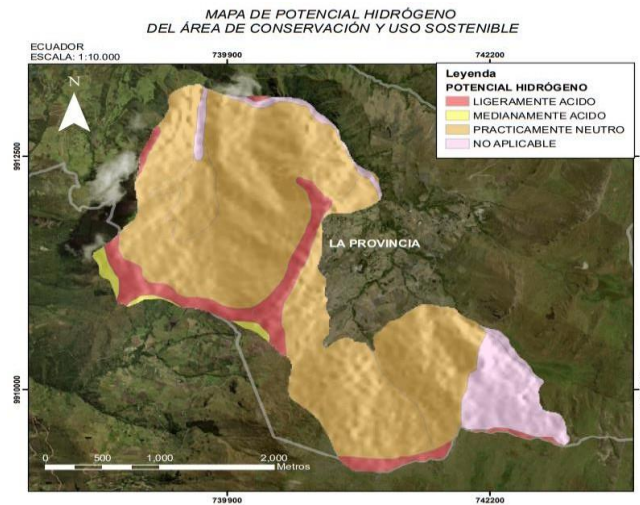 MAPA DE POTENCIAL HIDRÓGENO
DEL ÁREA DE CONSERVACIÓN Y USO SOSTENIBLE
ECUADOR
ESCALA: 1:10.000
739900
742200
N
Leyenda
POTENCIAL HIDRÓGENO
LIGERAMENTE ACIDO
MEDIANAMENTE ACIDO
PRACTICAMENTE NEUTRO
NO APLICABLE
9912500
LA PROVINCIA
9910000
0 500 1,000 2,000
Metros
739900
742200
9912500
9910000